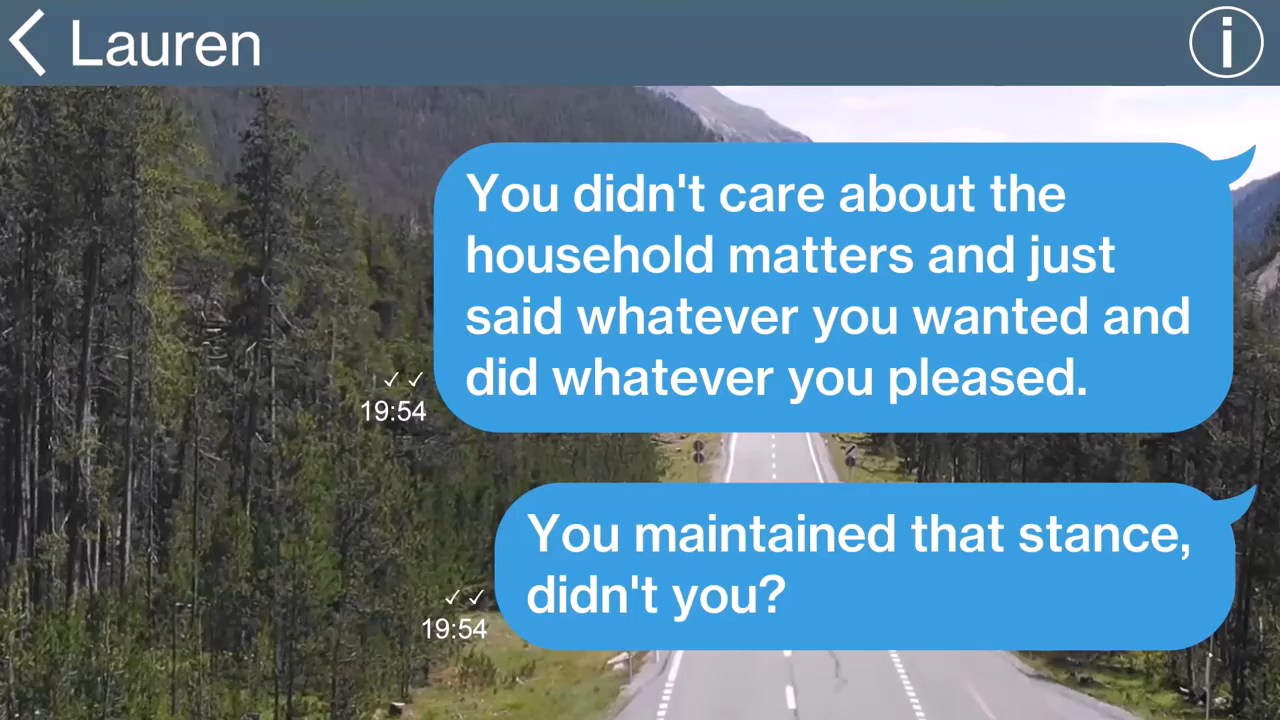 Lauren
You didn't care about the
household matters and just
said whatever you wanted and
did whatever you pleased.
19:54
You maintained that stance,
didn't you?
19:54